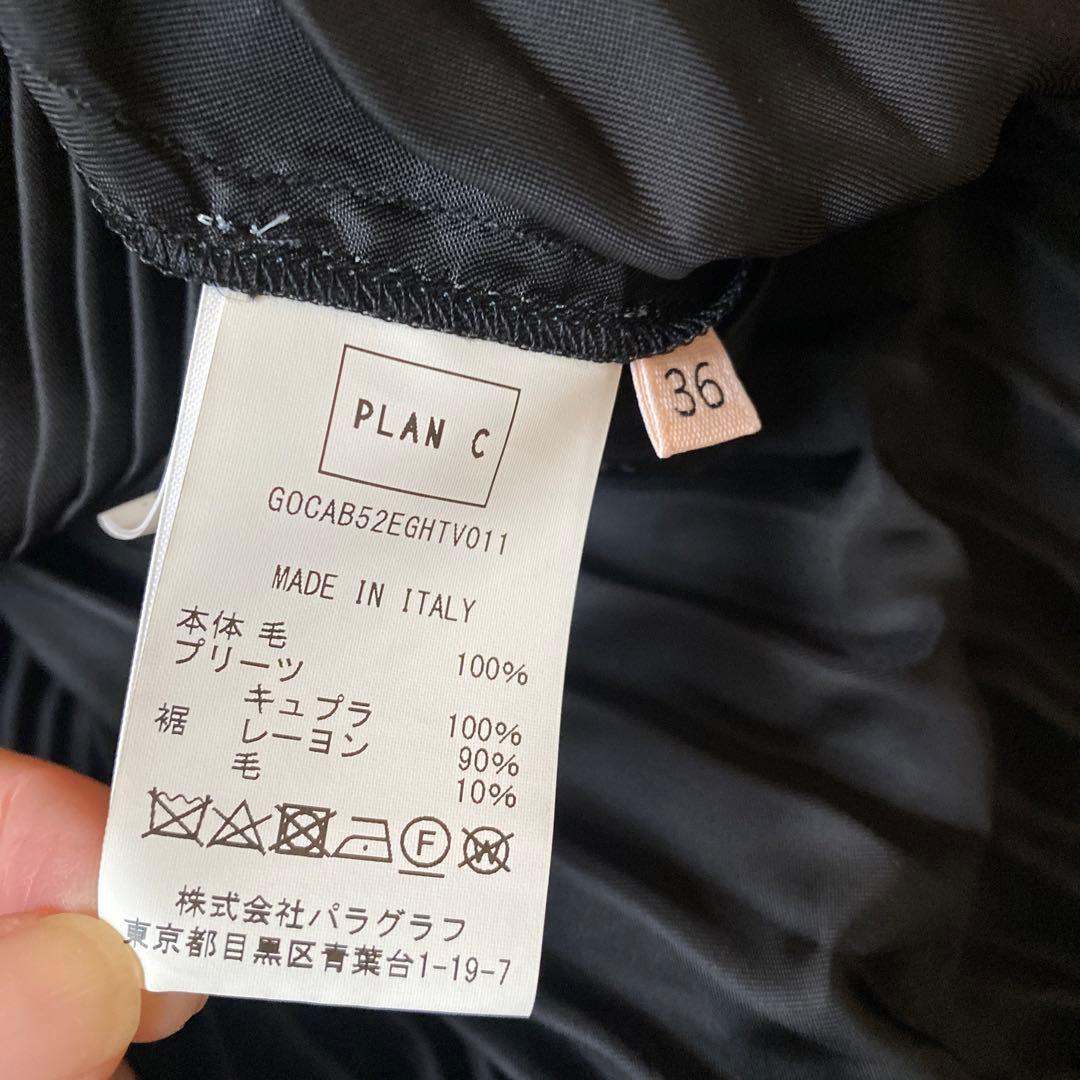 PLAN C
36
GOCAB52EGHTV011
MADE IN ITALY
本体 毛 100%
プリーツ
キュプラ 100%
裾 レーヨン 90%
毛 10%
F
W
株式会社パラグラフ
東京都目黒区青葉台1-19-7